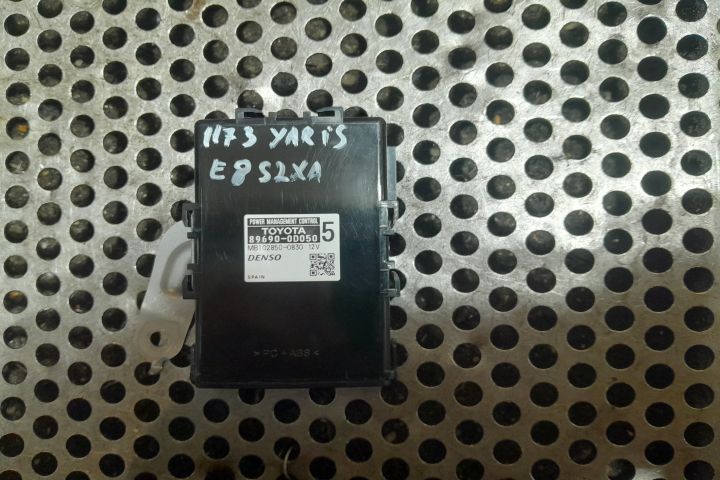 1173 YARIS
E8S2XA
POWER MANAGEMENT CONTROL
TOYOTA
89690-0D050 5
MB102850-0830 12V
DENSO
SPAIN
>PC+ABS<